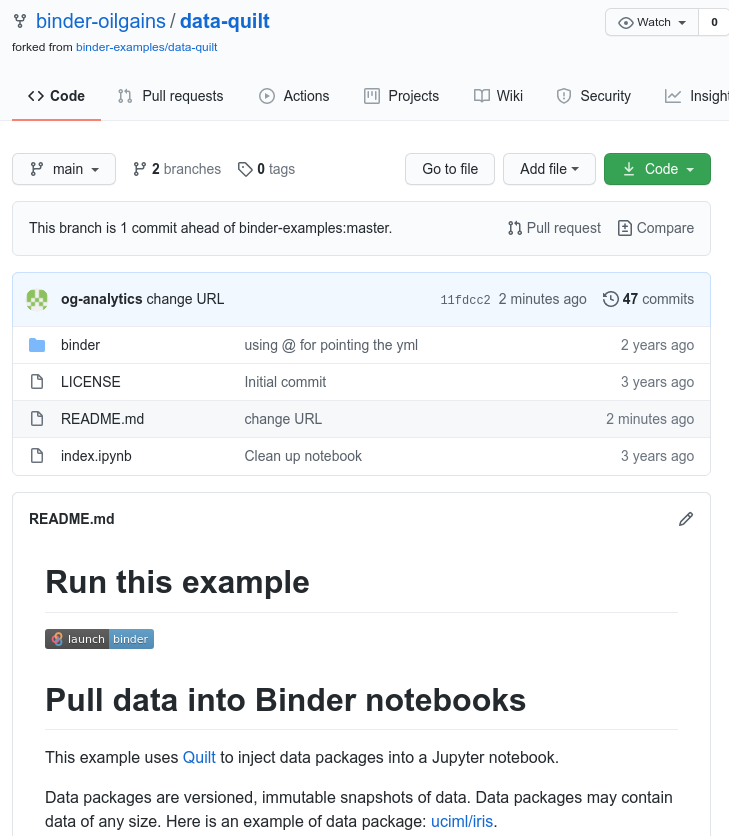 binder-oilgains / data-quilt
Watch 0
forked from binder-examples/data-quilt
Code Pull requests Actions Projects Wiki Security Insigh
main 2 branches 0 tags Go to file Add file Code
This branch is 1 commit ahead of binder-examples:master. Pull request Compare
og-analytics change URL 11fdcc2 2 minutes ago 47 commits
binder using @ for pointing the yml 2 years ago
LICENSE Initial commit 3 years ago
README.md change URL 2 minutes ago
index.ipynb Clean up notebook 3 years ago
README.md
Run this example
launch binder
Pull data into Binder notebooks
This example uses Quilt to inject data packages into a Jupyter notebook.
Data packages are versioned, immutable snapshots of data. Data packages may contain
data of any size. Here is an example of data package: uciml/iris.